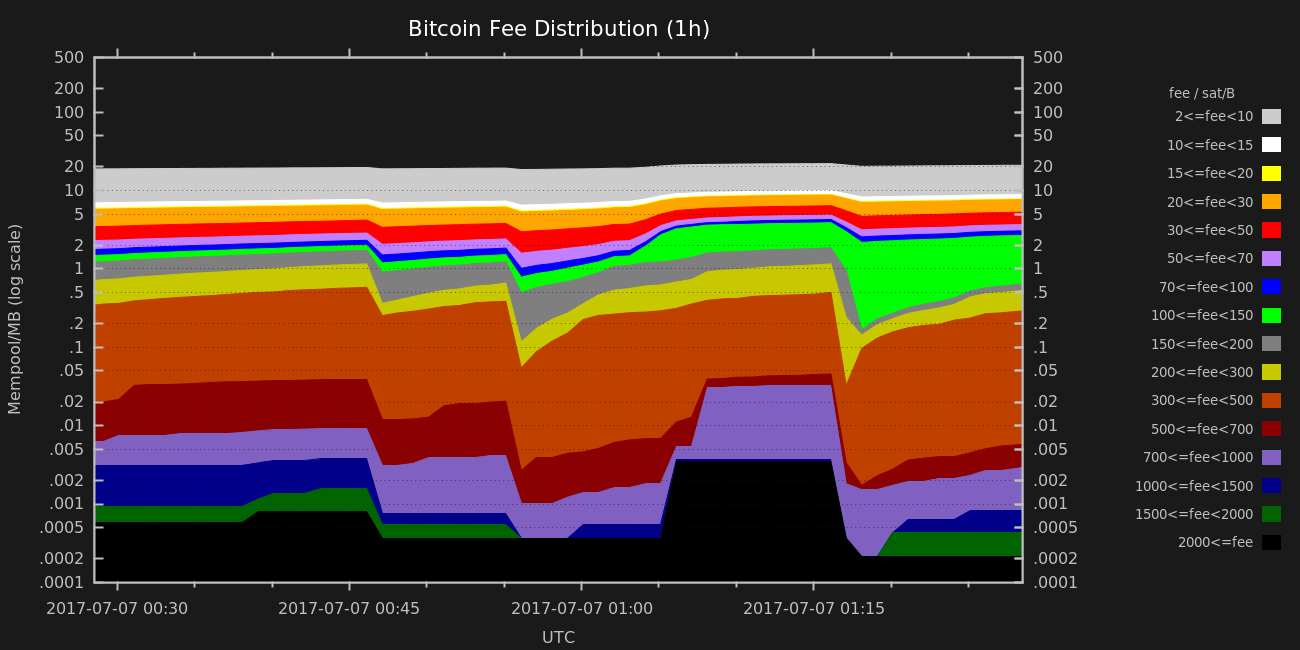 Bitcoin Fee Distribution (1h)
500 500
200 200
100 100
50 50
20 20
10 10
5 5
2 2
1 1
.5 .5
.2 .2
.1 .1
.05 .05
.02 .02
.01 .01
.005 .005
.002 .002
.001 .001
.0005 .0005
.0002 .0002
.0001 .0001
Mempool/MB (log scale)
2017-07-07 00:30 2017-07-07 00:45 2017-07-07 01:00 2017-07-07 01:15
UTC
fee / sat/B
2<=fee<10
10<=fee<15
15<=fee<20
20<=fee<30
30<=fee<50
50<=fee<70
70<=fee<100
100<=fee<150
150<=fee<200
200<=fee<300
300<=fee<500
500<=fee<700
700<=fee<1000
1000<=fee<1500
1500<=fee<2000
2000<=fee